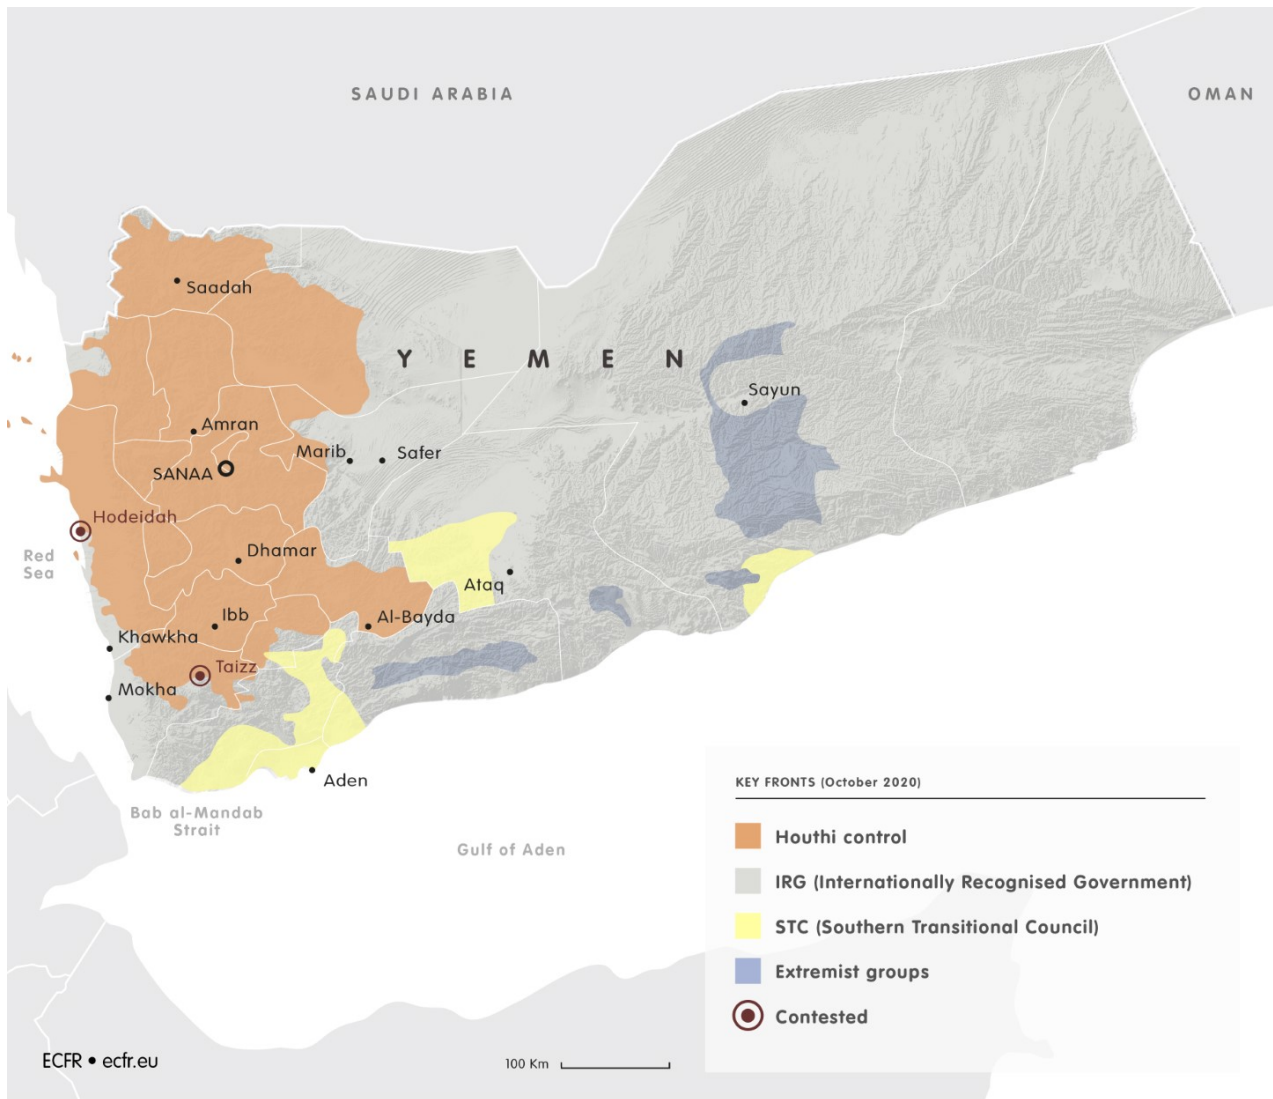 SAUDI ARABIA
OMAN
Saadah
YEMEN
Sayun
Amran
Marib
Safer
SANAA
Hodeidah
Red
Sea
Dhamar
Ataq
Ibb
Al-Bayda
Khawkha
Taizz
Mokha
Aden
Bab al-Mandab
Strait
Gulf of Aden
KEY FRONTS (October 2020)
Houthi control
IRG (Internationally Recognised Government)
STC (Southern Transitional Council)
Extremist groups
Contested
ECFR • ecfr.eu
100 Km